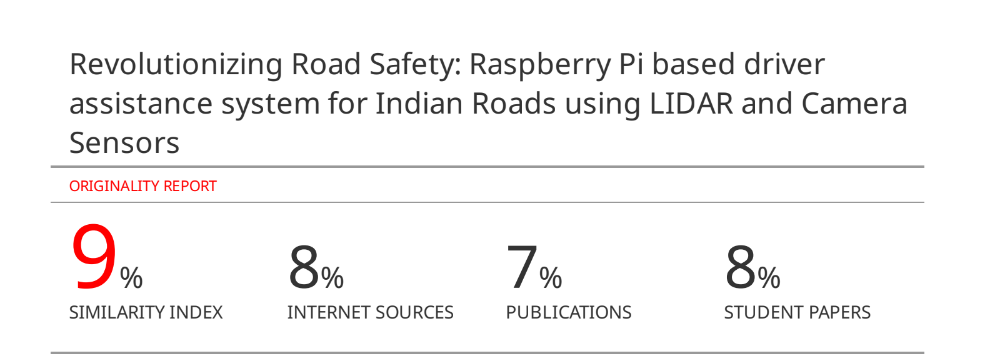 Revolutionizing Road Safety: Raspberry Pi based driver
assistance system for Indian Roads using LIDAR and Camera
Sensors
ORIGINALITY REPORT
9% 8% 7% 8%
SIMILARITY INDEX INTERNET SOURCES PUBLICATIONS STUDENT PAPERS